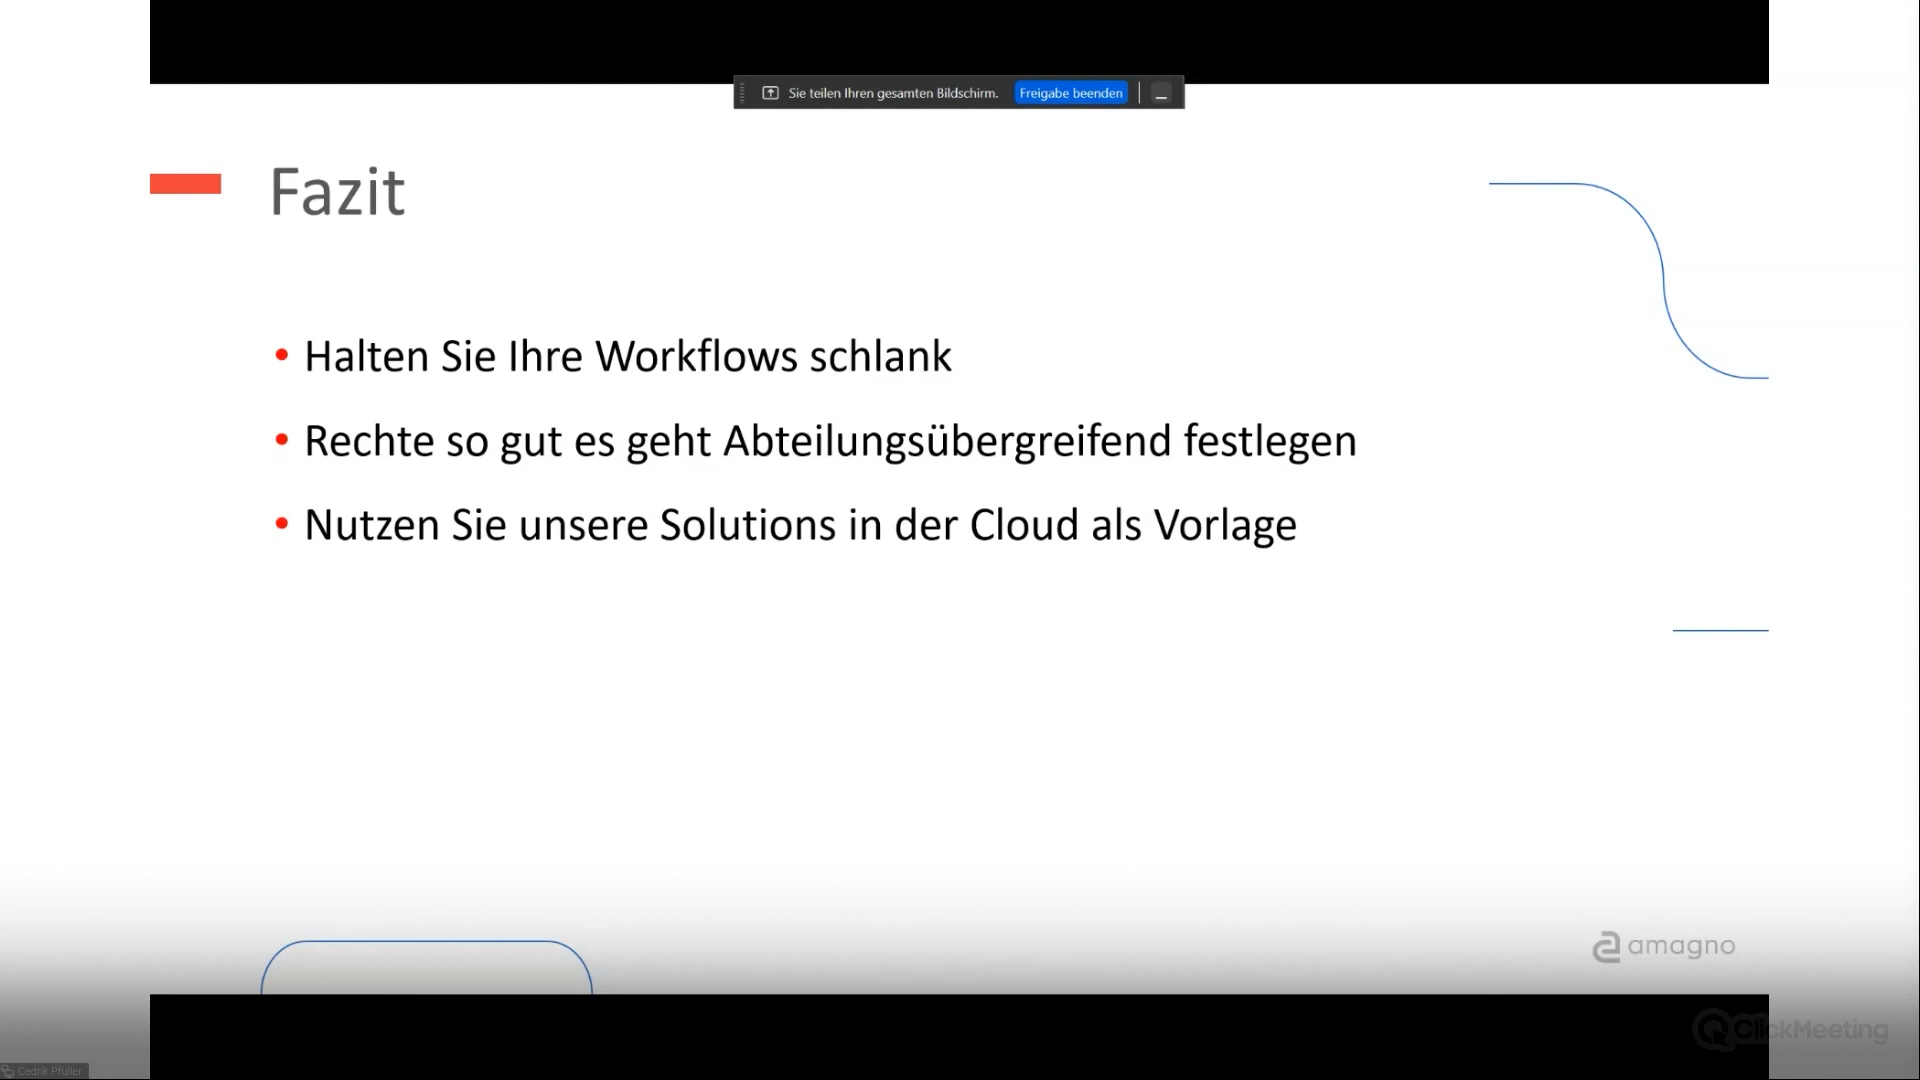 Sie teilen Ihren gesamten Bildschirm. Freigabe beenden
Fazit
• Halten Sie Ihre Workflows schlank
• Rechte so gut es geht Abteilungsübergreifend festlegen
• Nutzen Sie unsere Solutions in der Cloud als Vorlage
amagno
ClickMeeting
Cedrik Pfüller